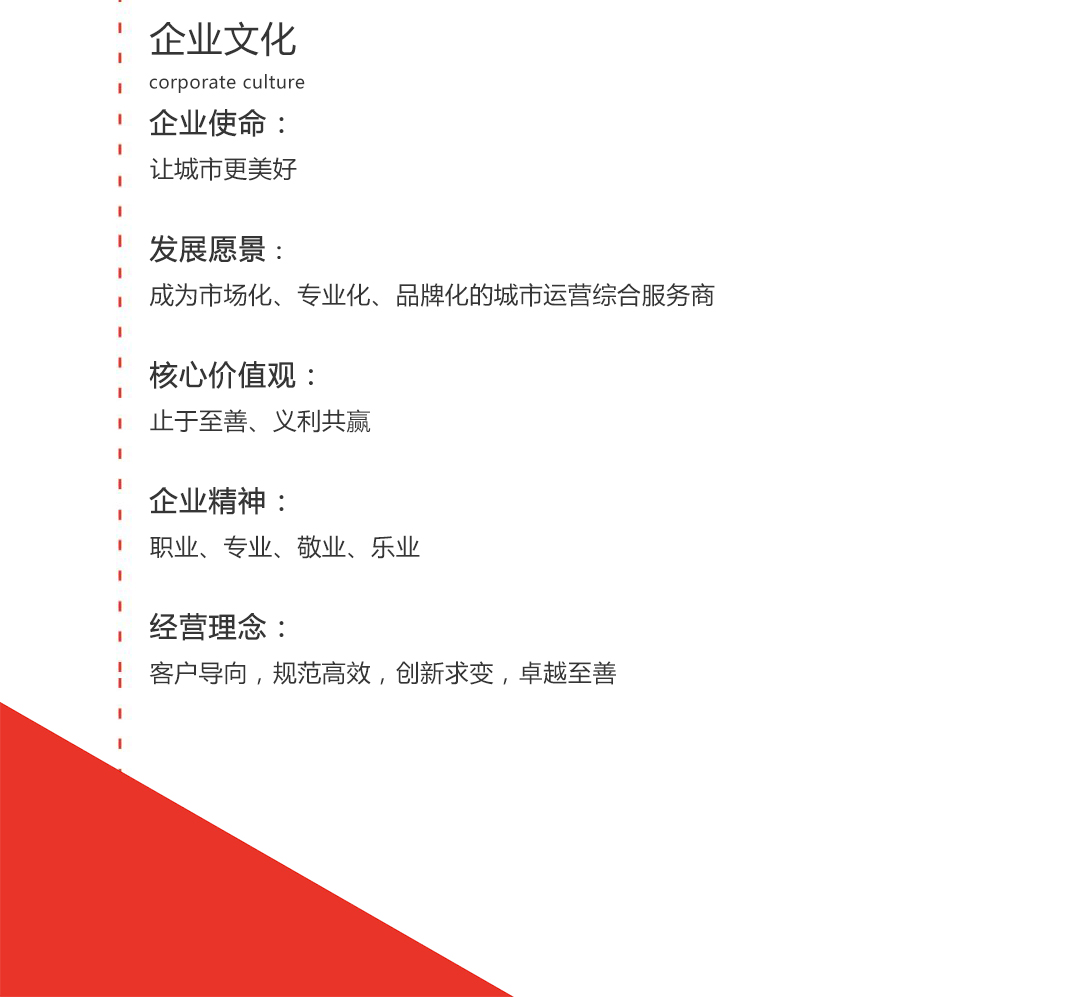 企业文化
corporate culture
企业使命：
让城市更美好
发展愿景：
成为市场化、专业化、品牌化的城市运营综合服务商
核心价值观：
止于至善、义利共赢
企业精神：
职业、专业、敬业、乐业
经营理念：
客户导向，规范高效，创新求变，卓越至善